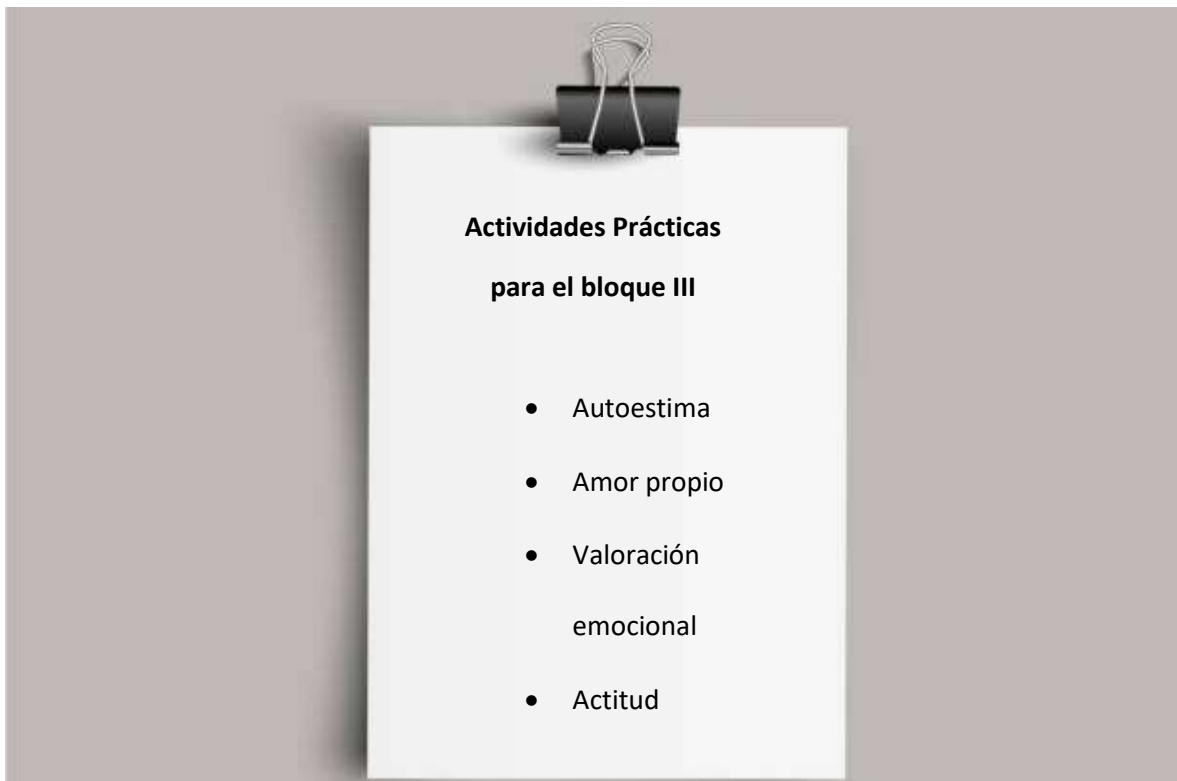 Actividades Prácticas
para el bloque III
• Autoestima
• Amor propio
• Valoración
emocional
• Actitud